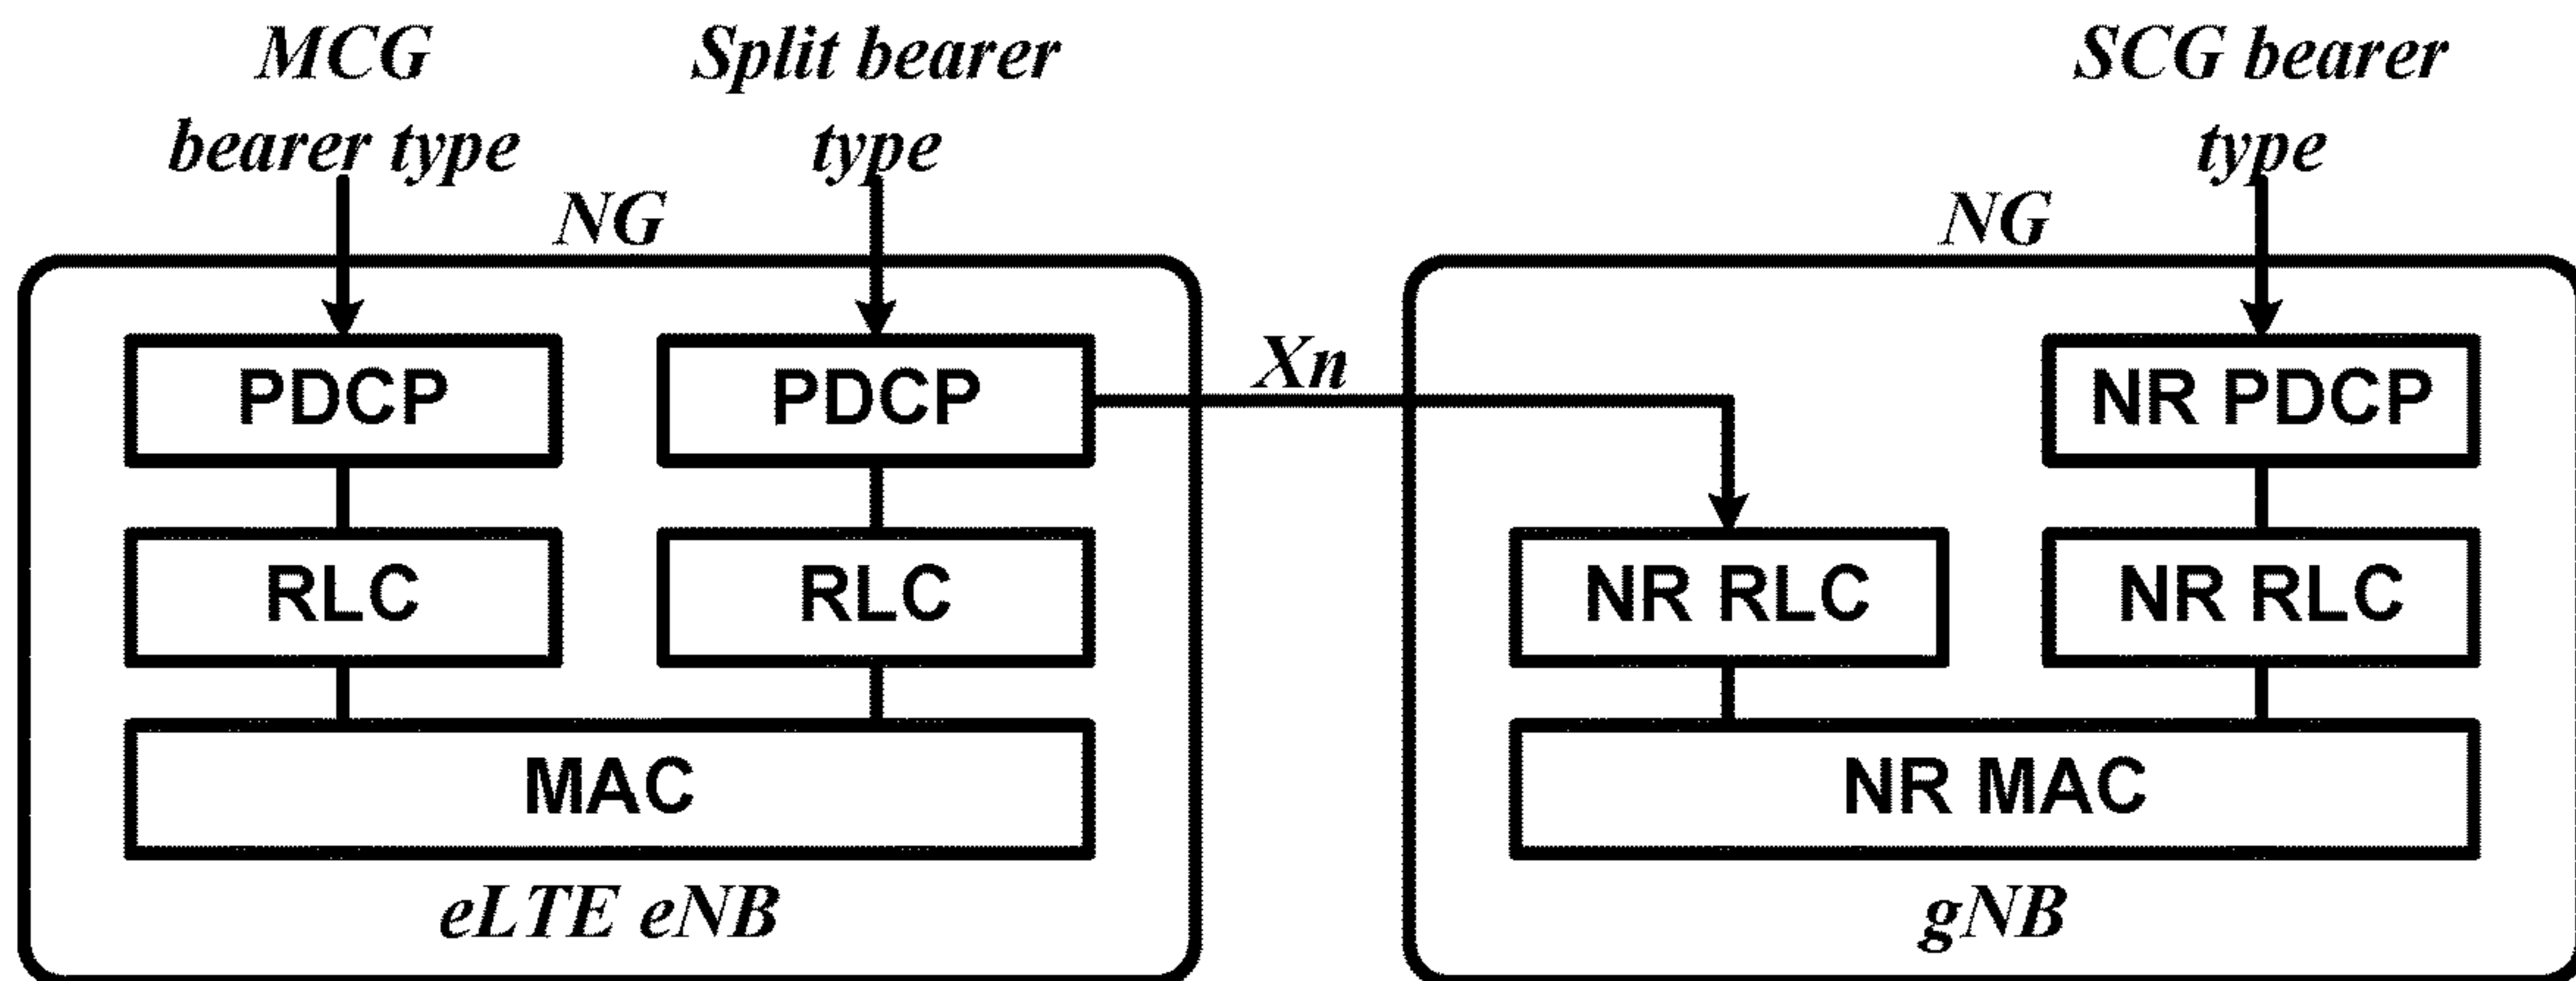 MCG
bearer type
Split bearer
type
SCG bearer
type
NG
NG
Xn
PDCP
PDCP
NR PDCP
RLC
RLC
NR RLC
NR RLC
MAC
NR MAC
eLTE eNB
gNB